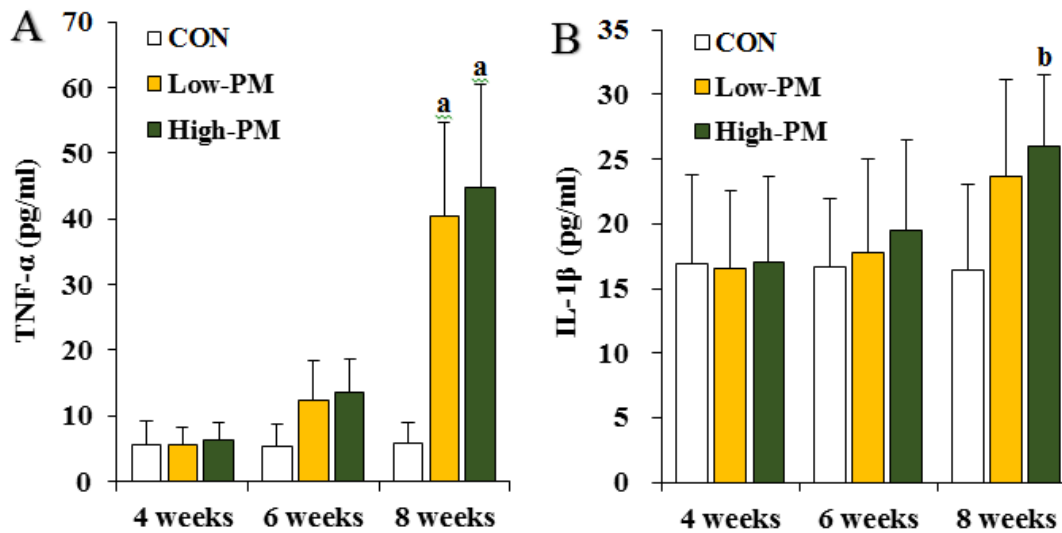 A
TNF-α (pg/ml)
70
60
50
40
30
20
10
0
CON
Low-PM
High-PM
a
a
4 weeks
6 weeks
8 weeks
B
IL-1β (pg/ml)
35
30
25
20
15
10
5
0
CON
Low-PM
High-PM
b
4 weeks
6 weeks
8 weeks